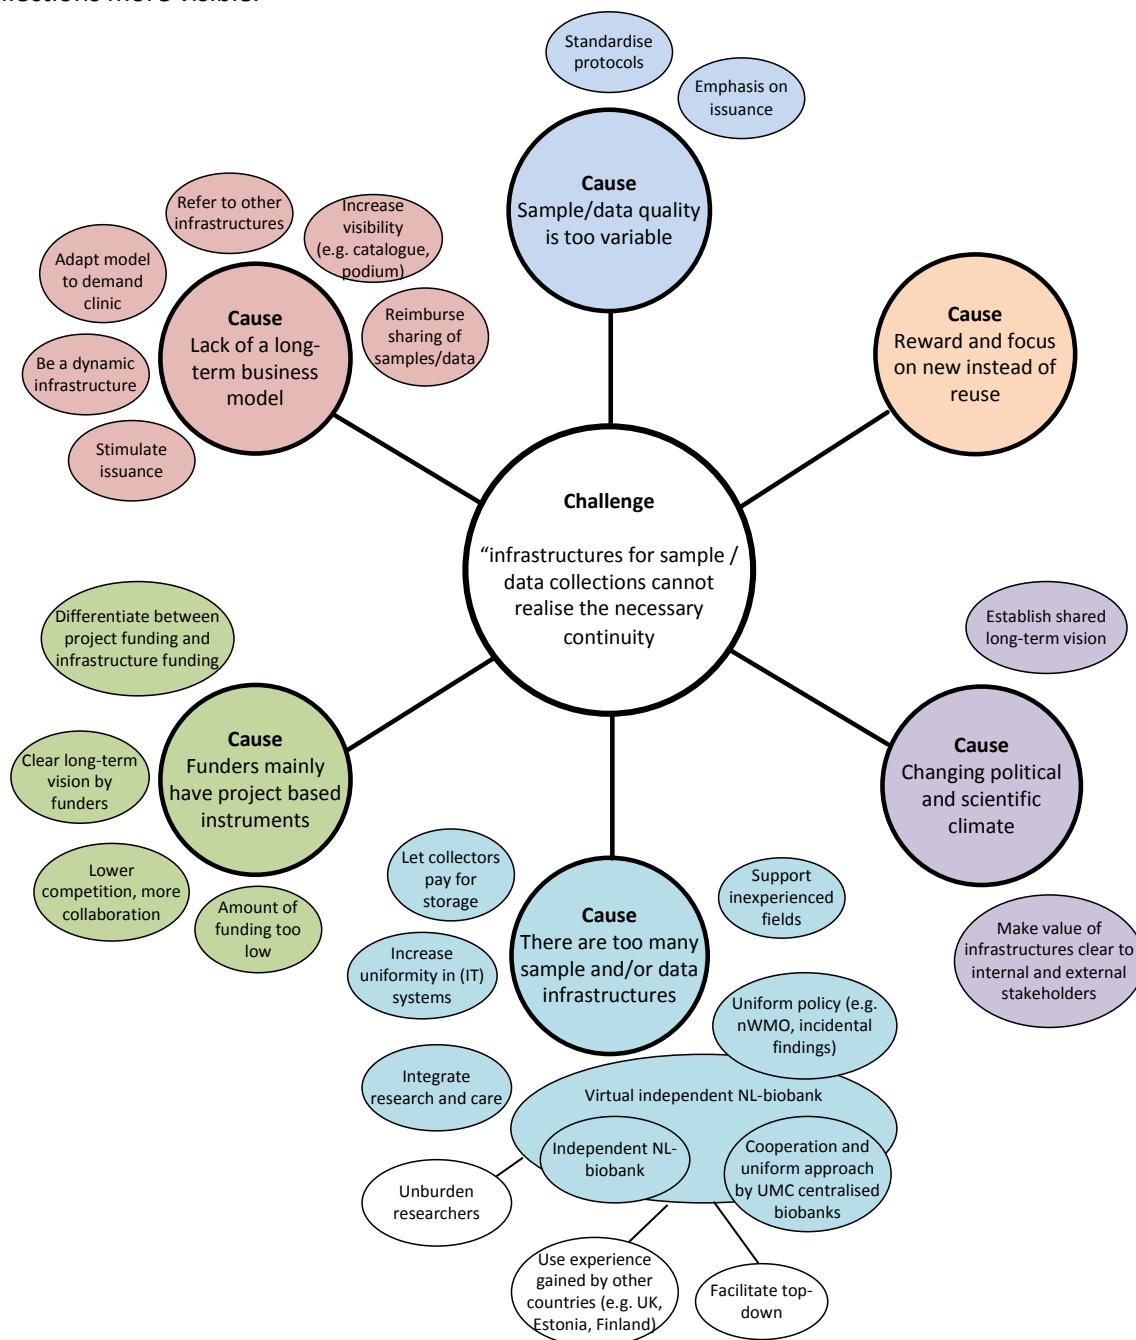 llections more visible.
Standardise
protocols
Emphasis on
issuance
Cause
Sample/data quality
is too variable
Refer to other
infrastructures
Increase
visibility
(e.g. catalogue,
podium)
Adapt model
to demand
clinic
Reimburse
sharing of
samples/data
Be a dynamic
infrastructure
Stimulate
issuance
Cause
Lack of a long-
term business
model
Cause
Reward and focus
on new instead of
reuse
Challenge
“infrastructures for sample /
data collections cannot
realise the necessary
continuity
Differentiate between
project funding and
infrastructure funding
Clear long-term
vision by
funders
Lower
competition, more
collaboration
Amount of
funding too
low
Cause
Funders mainly
have project based
instruments
Establish shared
long-term vision
Cause
Changing political
and scientific
climate
Make value of
infrastructures clear to
internal and external
stakeholders
Let collectors
pay for
storage
Support
inexperienced
fields
Cause
There are too many
sample and/or data
infrastructures
Increase
uniformity in (IT)
systems
Uniform policy (e.g.
nWMO, incidental
findings)
Integrate
research and care
Virtual independent NL-biobank
Independent NL-
biobank
Cooperation and
uniform approach
by UMC centralised
biobanks
Unburden
researchers
Use experience
gained by other
countries (e.g. UK,
Estonia, Finland)
Facilitate top-
down